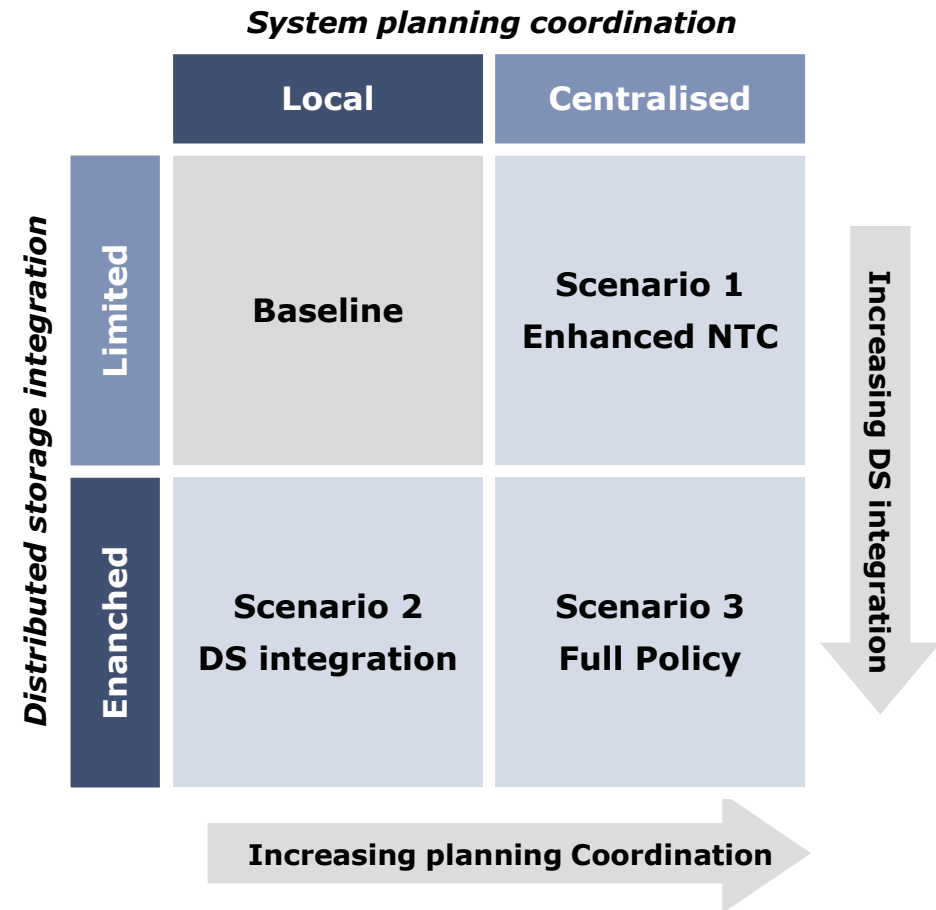 System planning coordination
Local
Centralised
Distributed storage integration
Limited
Baseline
Scenario 1
Enhanced NTC
Increasing DS integration
Enanched
Scenario 2
DS integration
Scenario 3
Full Policy
Increasing planning Coordination